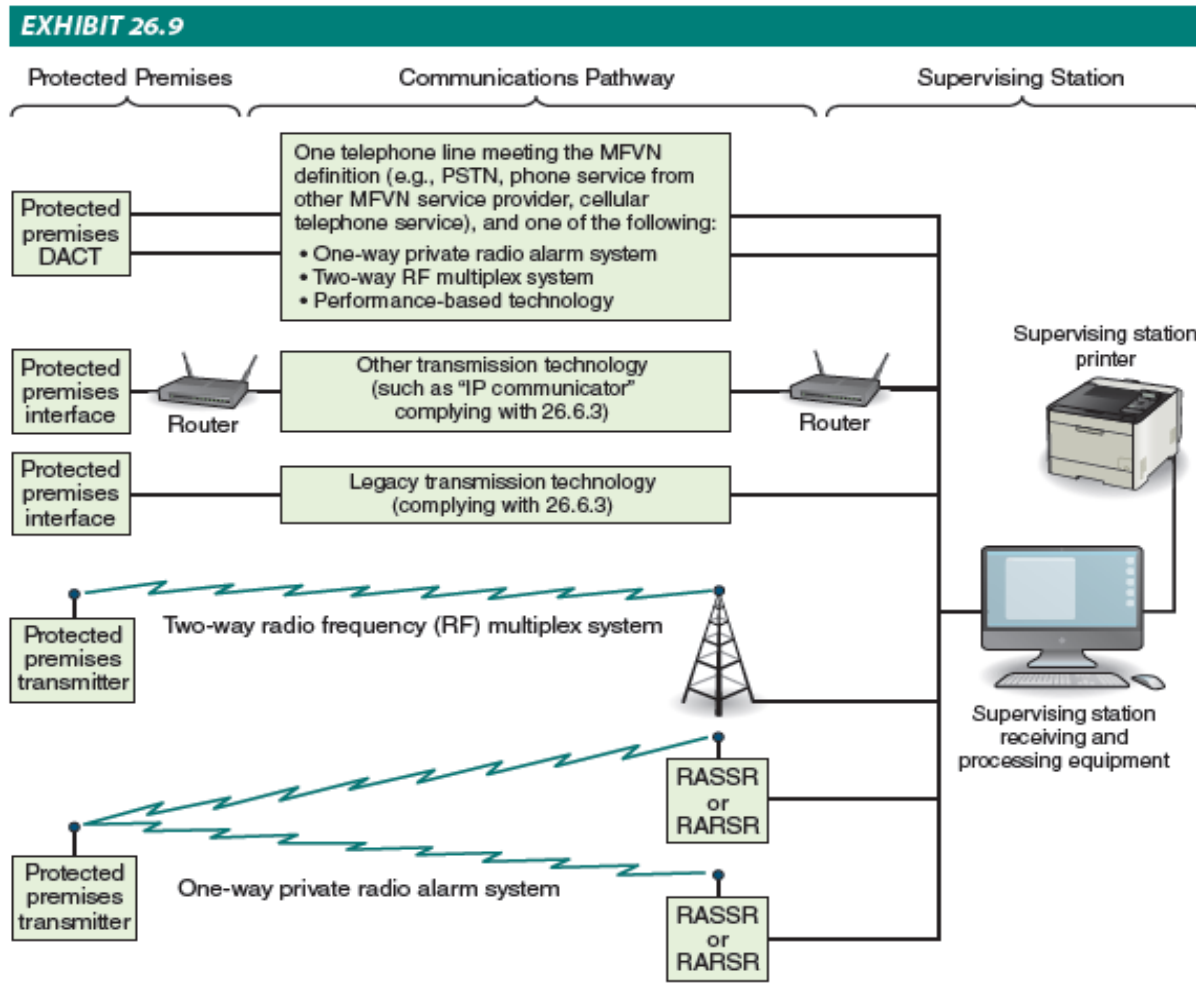 EXHIBIT 26.9
Protected Premises
Communications Pathway
Supervising Station
One telephone line meeting the MFVN
definition (e.g., PSTN, phone service from
other MFVN service provider, cellular
telephone service), and one of the following:
• One-way private radio alarm system
• Two-way RF multiplex system
• Performance-based technology
Protected
premises
DACT
Supervising station
printer
Protected
premises
interface
Router
Other transmission technology
(such as “IP communicator”
complying with 26.6.3)
Router
Protected
premises
interface
Legacy transmission technology
(complying with 26.6.3)
Two-way radio frequency (RF) multiplex system
Protected
premises
transmitter
Supervising station
receiving and
processing equipment
RASSR
or
RARSR
Protected
premises
transmitter
One-way private radio alarm system
RASSR
or
RARSR